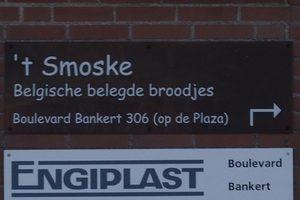 't Smoske
Belgische belegde broodjes
Boulevard Bankert 306 (op de Plaza)
ENGIPLAST
Boulevard
Bankert